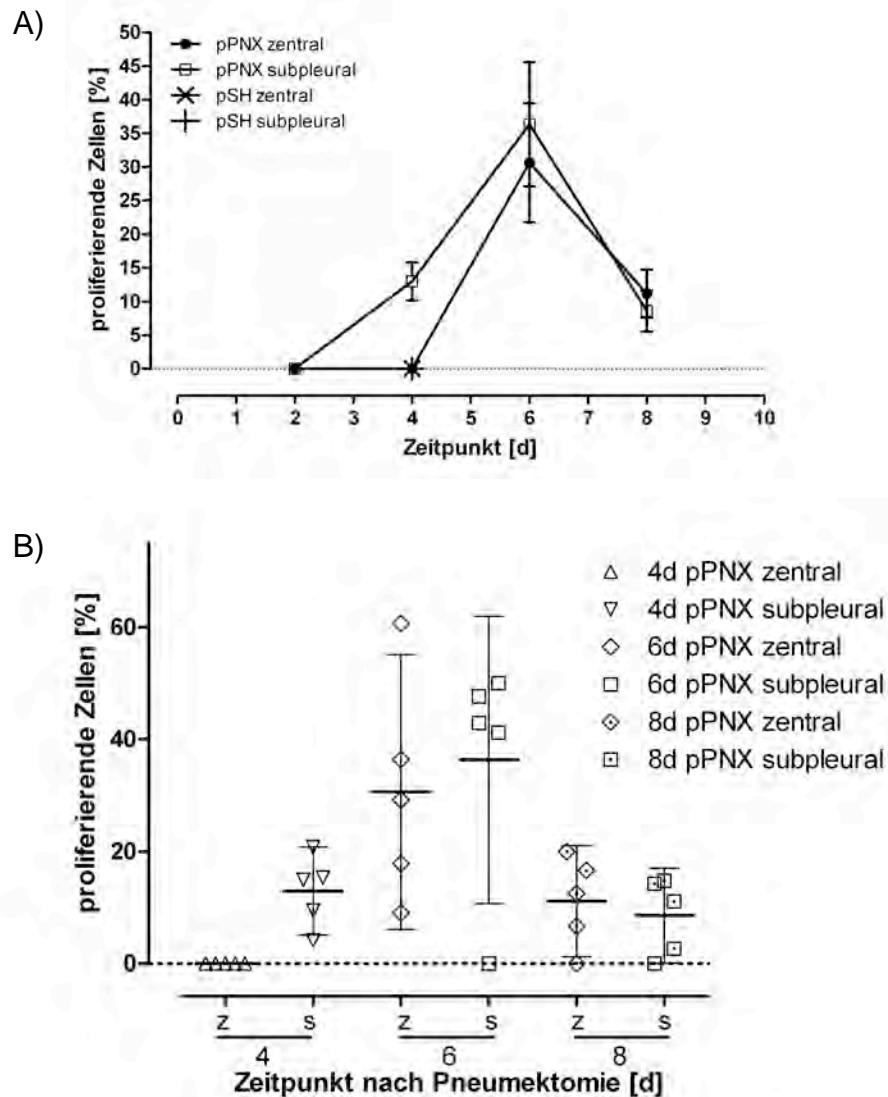 A)
pPNX zentral
pPNX subpleural
pSH zentral
pSH subpleural
proliferierende Zellen [%]
50
45
40
35
30
25
20
15
10
5
0
0 1 2 3 4 5 6 7 8 9 10
Zeitpunkt [d]
B)
proliferierende Zellen [%]
60
40
20
0
4d pPNX zentral
4d pPNX subpleural
6d pPNX zentral
6d pPNX subpleural
8d pPNX zentral
8d pPNX subpleural
Z S Z S Z S
4 6 8
Zeitpunkt nach Pneumektomie [d]